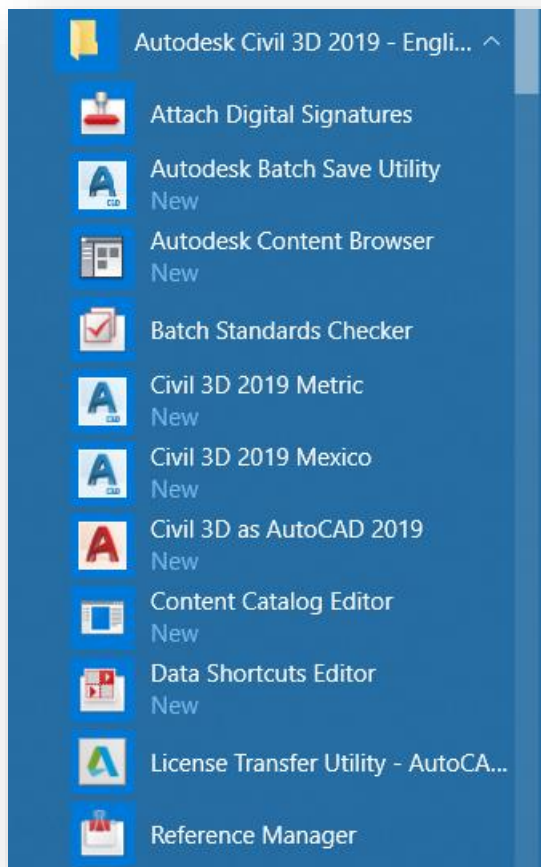 Autodesk Civil 3D 2019 - Engli...
Attach Digital Signatures
Autodesk Batch Save Utility
New
Autodesk Content Browser
New
Batch Standards Checker
Civil 3D 2019 Metric
New
Civil 3D 2019 Mexico
New
Civil 3D as AutoCAD 2019
New
Content Catalog Editor
New
Data Shortcuts Editor
New
License Transfer Utility - AutoCA...
Reference Manager